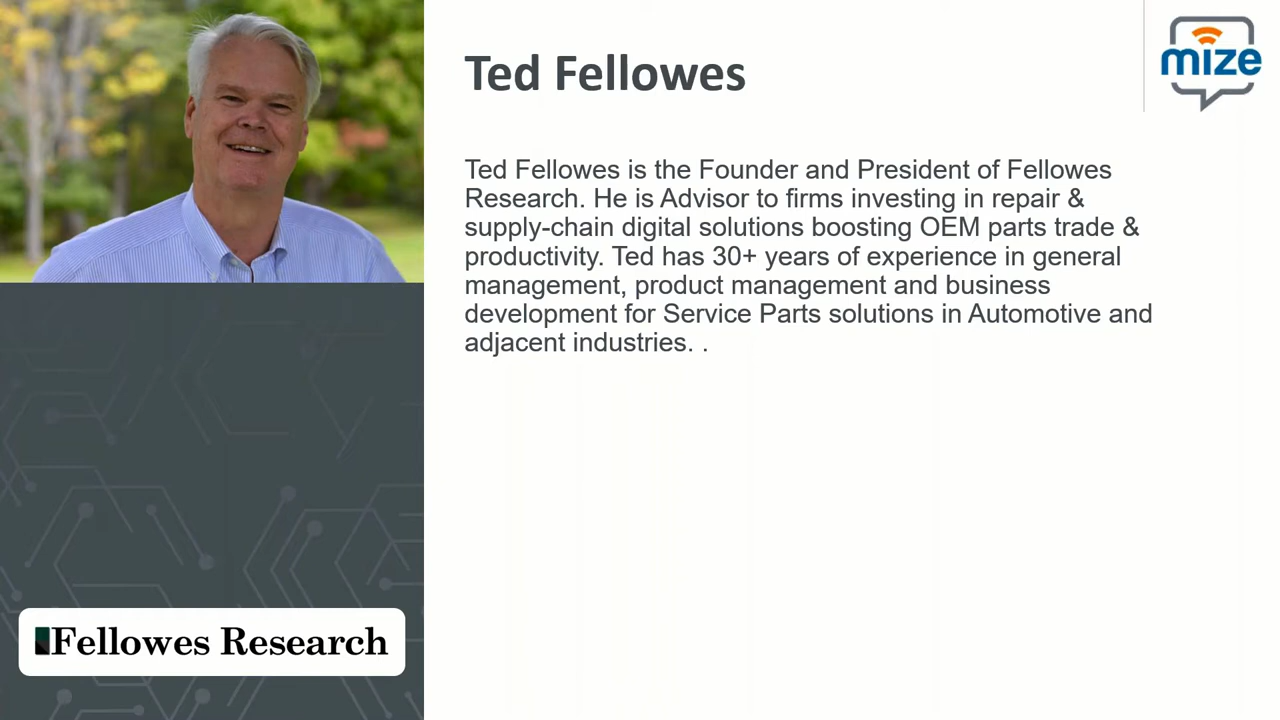 Ted Fellowes
mize
Ted Fellowes is the Founder and President of Fellowes
Research. He is Advisor to firms investing in repair &
supply-chain digital solutions boosting OEM parts trade &
productivity. Ted has 30+ years of experience in general
management, product management and business
development for Service Parts solutions in Automotive and
adjacent industries. .
Fellowes Research